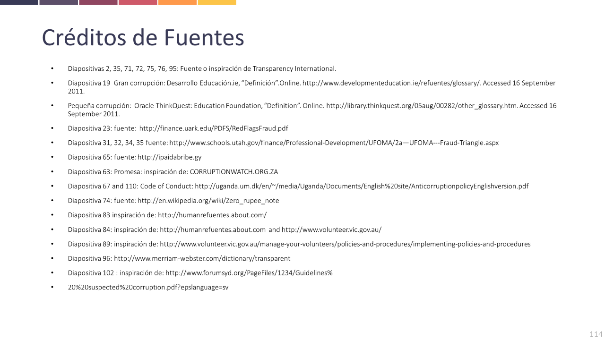 Créditos de Fuentes
• Diapositivas 2, 35, 71, 72, 75, 76, 95: Fuente o inspiración de Transparency International.
• Diapositiva 19 Gran corrupción: Desarrollo Educación.ie, "Definición".Online. http://www.developmenteducation.ie/refuentes/glossary/. Accessed 16 September
2011.
• Pequeña corrupción: Oracle ThinkQuest: Education Foundation, "Definition". Online. http://library.thinkquest.org/05aug/00282/other_glossary.htm. Accessed 16
September 2011.
• Diapositiva 23: fuente: http://finance.uark.edu/PDFS/RedFlagsFraud.pdf
• Diapositiva 31, 32, 34, 35 fuente: http://www.schools.utah.gov/finance/Professional-Development/UFOMA/2a—UFOMA---Fraud-Triangle.aspx
• Diapositiva 65: fuente: http://ipaidabribe.gy
• Diapositiva 63: Promesa: inspiración de: CORRUPTIONWATCH.ORG.ZA
• Diapositiva 67 and 110: Code of Conduct: http://uganda.um.dk/en/~/media/Uganda/Documents/English%20site/AnticorruptionpolicyEnglishversion.pdf
• Diapositiva 74: fuente: http://en.wikipedia.org/wiki/Zero_rupee_note
• Diapositiva 83 inspiración de: http://humanrefuentes.about.com/
• Diapositiva 84: inspiración de: http://humanrefuentes.about.com and http://www.volunteer.vic.gov.au/
• Diapositiva 89: inspiración de: http://www.volunteer.vic.gov.au/manage-your-volunteers/policies-and-procedures/implementing-policies-and-procedures
• Diapositiva 96: http://www.merriam-webster.com/dictionary/transparent
• Diapositiva 102 - inspiración de: http://www.forumsyd.org/PageFiles/1234/Guidelines%
• 20%20suspected%20corruption.pdf?epslanguage=sv
114